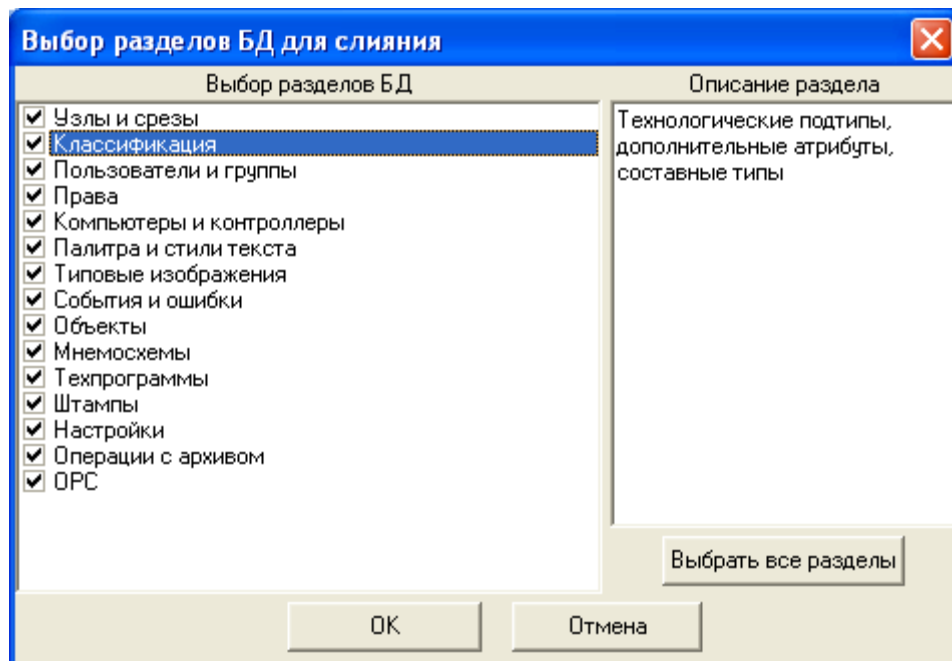 Выбор разделов БД для слияния
Выбор разделов БД
Узлы и срезы
Классификация
Пользователи и группы
Права
Компьютеры и контроллеры
Палитра и стили текста
Типовые изображения
События и ошибки
Объекты
Мнемосхемы
Техпрограммы
Штампы
Настройки
Операции с архивом
OPC
Описание раздела
Технологические подтипы,
дополнительные атрибуты,
составные типы
Выбрать все разделы
OK
Отмена